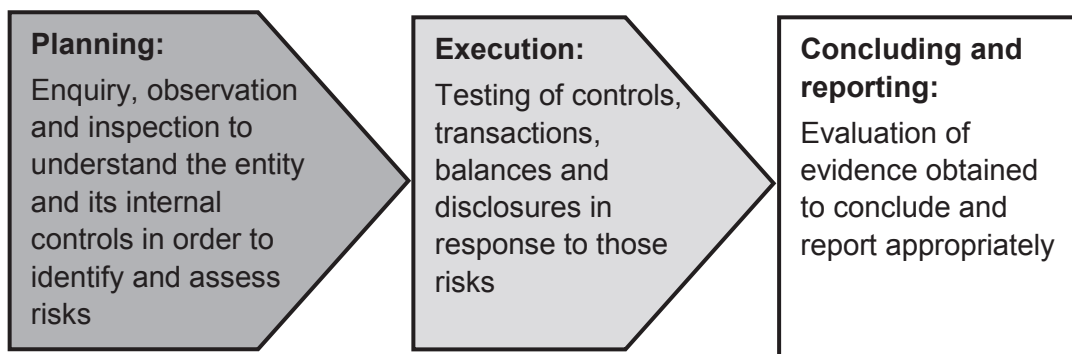 Planning:
Enquiry, observation
and inspection to
understand the entity
and its internal
controls in order to
identify and assess
risks
Execution:
Testing of controls,
transactions,
balances and
disclosures in
response to those
risks
Concluding and
reporting:
Evaluation of
evidence obtained
to conclude and
report appropriately